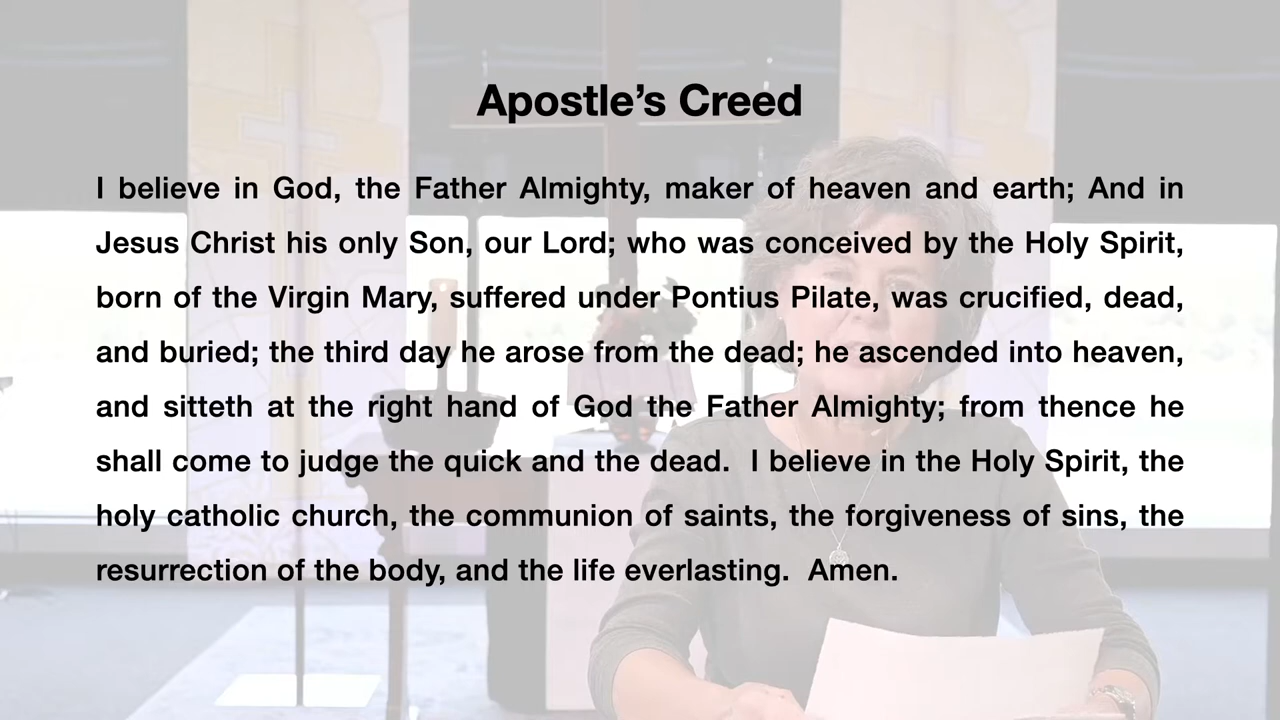 Apostle’s Creed
I believe in God, the Father Almighty, maker of heaven and earth; And in
Jesus Christ his only Son, our Lord; who was conceived by the Holy Spirit,
born of the Virgin Mary, suffered under Pontius Pilate, was crucified, dead,
and buried; the third day he arose from the dead; he ascended into heaven,
and sitteth at the right hand of God the Father Almighty; from thence he
shall come to judge the quick and the dead.  I believe in the Holy Spirit, the
holy catholic church, the communion of saints, the forgiveness of sins, the
resurrection of the body, and the life everlasting.  Amen.